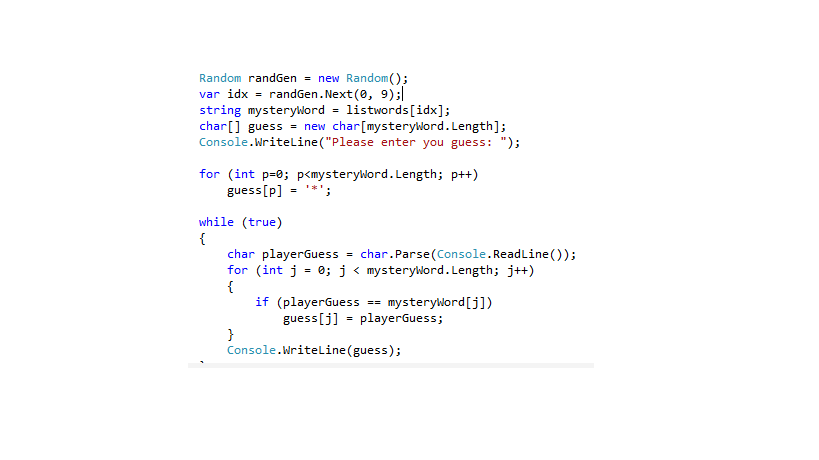 Random randGen = new Random();
var idx = randGen.Next(0, 9);
string mysteryWord = listwords[idx];
char[] guess = new char[mysteryWord.Length];
Console.WriteLine("Please enter you guess: ");
for (int p=0; p<mysteryWord.Length; p++)
guess[p] = '*';
while (true)
{
char playerGuess = char.Parse(Console.ReadLine());
for (int j = 0; j < mysteryWord.Length; j++)
{
if (playerGuess == mysteryWord[j])
guess[j] = playerGuess;
}
Console.WriteLine(guess);